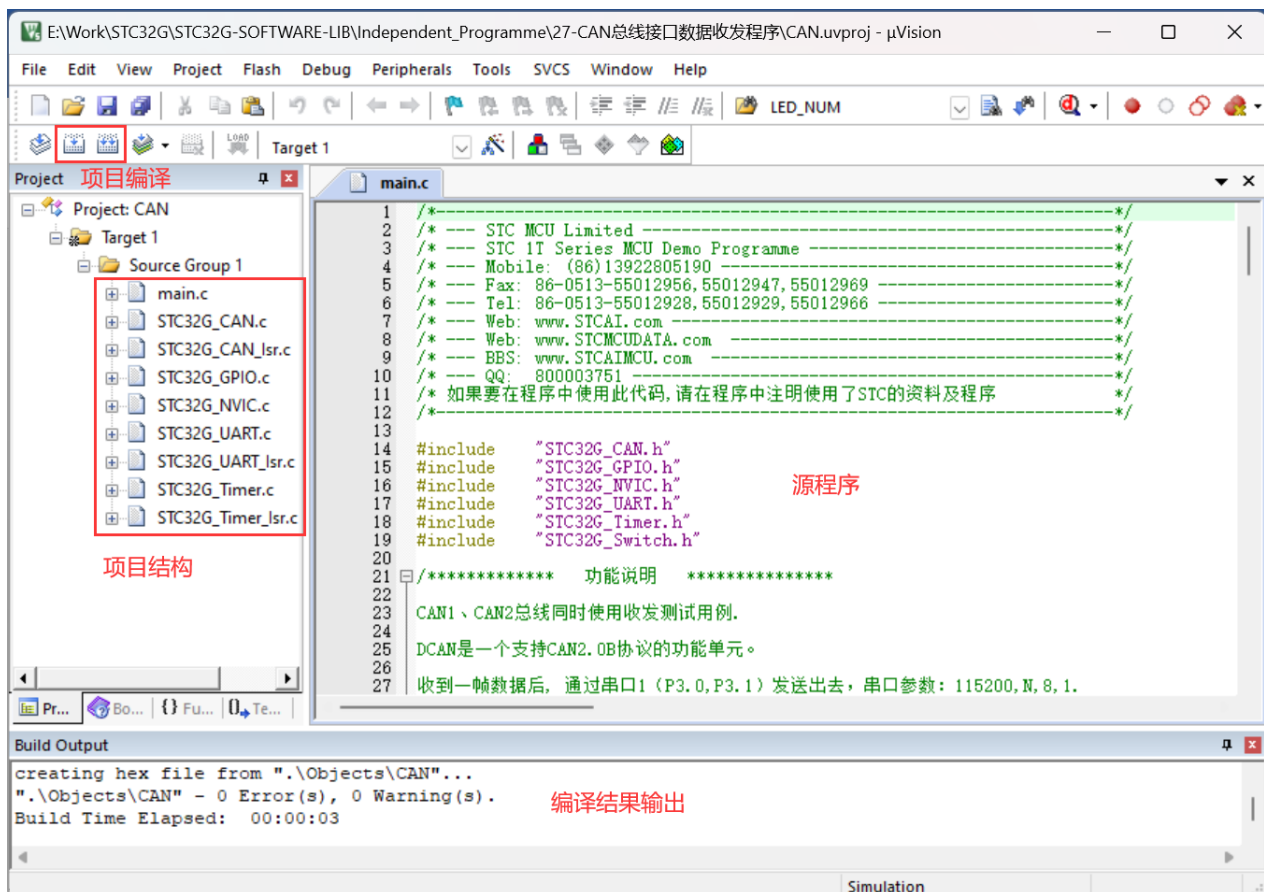 E:\Work\STC32G\STC32G-SOFTWARE-LIB\Independent_Programme\27-CAN总线接口数据收发程序\CAN.uvproj - µVision
File Edit View Project Flash Debug Peripherals Tools SVCS Window Help
LED_NUM
LOAD Target 1
Project 项目编译
main.c
Project: CAN
Target 1
Source Group 1
main.c
STC32G_CAN.c
STC32G_CAN_Isr.c
STC32G_GPIO.c
STC32G_NVIC.c
STC32G_UART.c
STC32G_UART_Isr.c
STC32G_Timer.c
STC32G_Timer_Isr.c
项目结构
Pr... Bo... {} Fu... 0 Te...
1 /*---------------------------------------------------------------------*/
2 /* --- STC MCU Limited ------------------------------------------------*/
3 /* --- STC 1T Series MCU Demo Programme -------------------------------*/
4 /* --- Mobile: (86)13922805190 ----------------------------------------*/
5 /* --- Fax: 86-0513-55012956,55012947,55012969 ------------------------*/
6 /* --- Tel: 86-0513-55012928,55012929,55012966 ------------------------*/
7 /* --- Web: www.STCAI.com ---------------------------------------------*/
8 /* --- Web: www.STCMCUDATA.com  ---------------------------------------*/
9 /* --- BBS: www.STCAIMCU.com  -----------------------------------------*/
10 /* --- QQ:  800003751 -------------------------------------------------*/
11 /* 如果要在程序中使用此代码,请在程序中注明使用了STC的资料及程序            */
12 /*---------------------------------------------------------------------*/
13
14 #include "STC32G_CAN.h"
15 #include "STC32G_GPIO.h"
16 #include "STC32G_NVIC.h"
17 #include "STC32G_UART.h"
18 #include "STC32G_Timer.h"
19 #include "STC32G_Switch.h"
源程序
20
21 /************* 功能说明 ***************
22
23 CAN1、CAN2总线同时使用收发测试用例.
24
25 DCAN是一个支持CAN2.0B协议的功能单元。
26
27 收到一帧数据后, 通过串口1（P3.0,P3.1）发送出去，串口参数：115200,N,8,1.
Build Output
creating hex file from ".\Objects\CAN"...
".\Objects\CAN" - 0 Error(s), 0 Warning(s).
Build Time Elapsed:  00:00:03
编译结果输出
Simulation